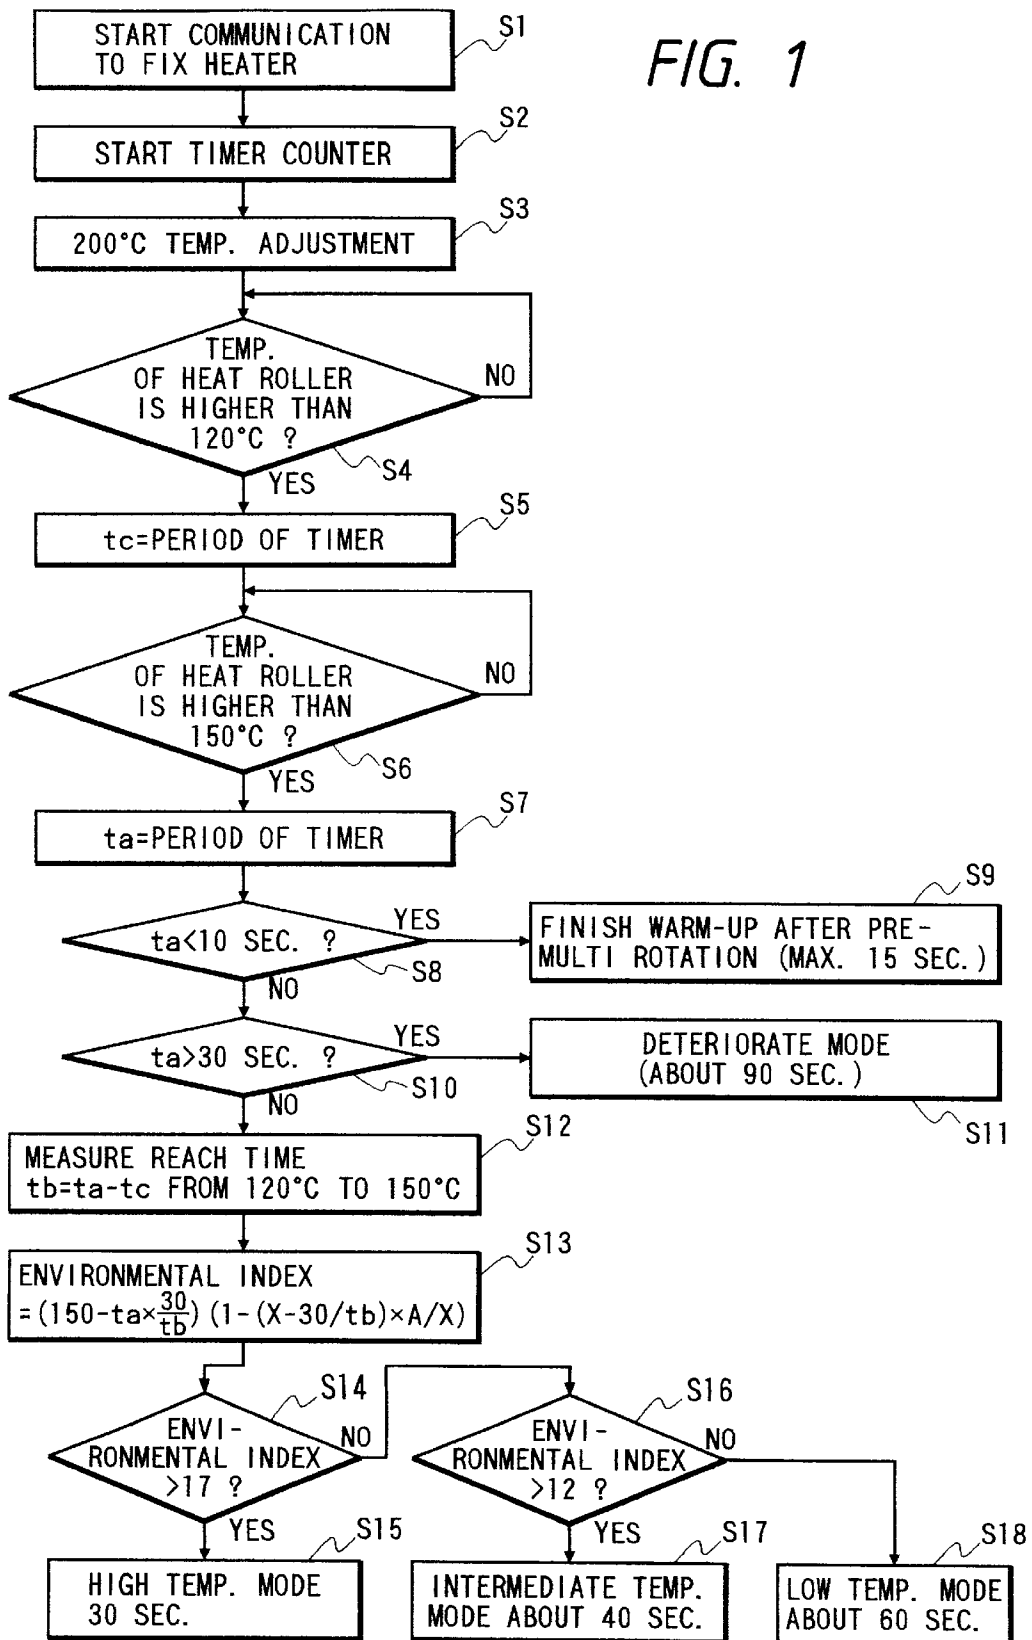 FIG. 1
S1
START COMMUNICATION
TO FIX HEATER
S2
START TIMER COUNTER
S3
200°C TEMP. ADJUSTMENT
TEMP.
OF HEAT ROLLER
IS HIGHER THAN
120°C ?
NO
S4
YES
S5
tc=PERIOD OF TIMER
TEMP.
OF HEAT ROLLER
IS HIGHER THAN
150°C ?
NO
S6
YES
S7
ta=PERIOD OF TIMER
ta<10 SEC. ?
YES
S8
NO
S9
FINISH WARM-UP AFTER PRE-
MULTI ROTATION (MAX. 15 SEC.)
ta>30 SEC. ?
YES
S10
NO
DETERIORATE MODE
(ABOUT 90 SEC.)
S11
S12
MEASURE REACH TIME
tb=ta-tc FROM 120°C TO 150°C
S13
ENVIRONMENTAL INDEX
=(150-ta×30/tb) (1-(X-30/tb)×A/X)
S14
ENVI-
RONMENTAL INDEX
>17 ?
NO
YES
S15
HIGH TEMP. MODE
30 SEC.
S16
ENVI-
RONMENTAL INDEX
>12 ?
NO
YES
S17
INTERMEDIATE TEMP.
MODE ABOUT 40 SEC.
S18
LOW TEMP. MODE
ABOUT 60 SEC.